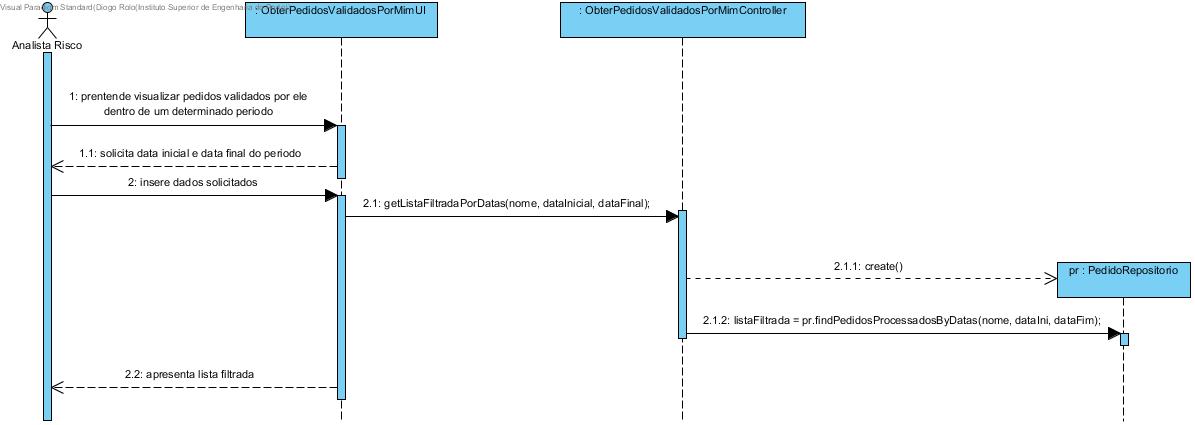 Visual Paradigm Standard(Diogo Rolo(Instituto Superior de Engenharia
: ObterPedidosValidadosPorMimUI
: ObterPedidosValidadosPorMimController
Analista Risco
1: prentende visualizar pedidos validados por ele
dentro de um determinado periodo
1.1: solicita data inicial e data final do periodo
2: insere dados solicitados
2.1: getListaFiltradaPorDatas(nome, dataInicial, dataFinal);
2.1.1: create()
pr : PedidoRepositorio
2.1.2: listaFiltrada = pr.findPedidosProcessadosByDatas(nome, dataIni, dataFim);
2.2: apresenta lista filtrada